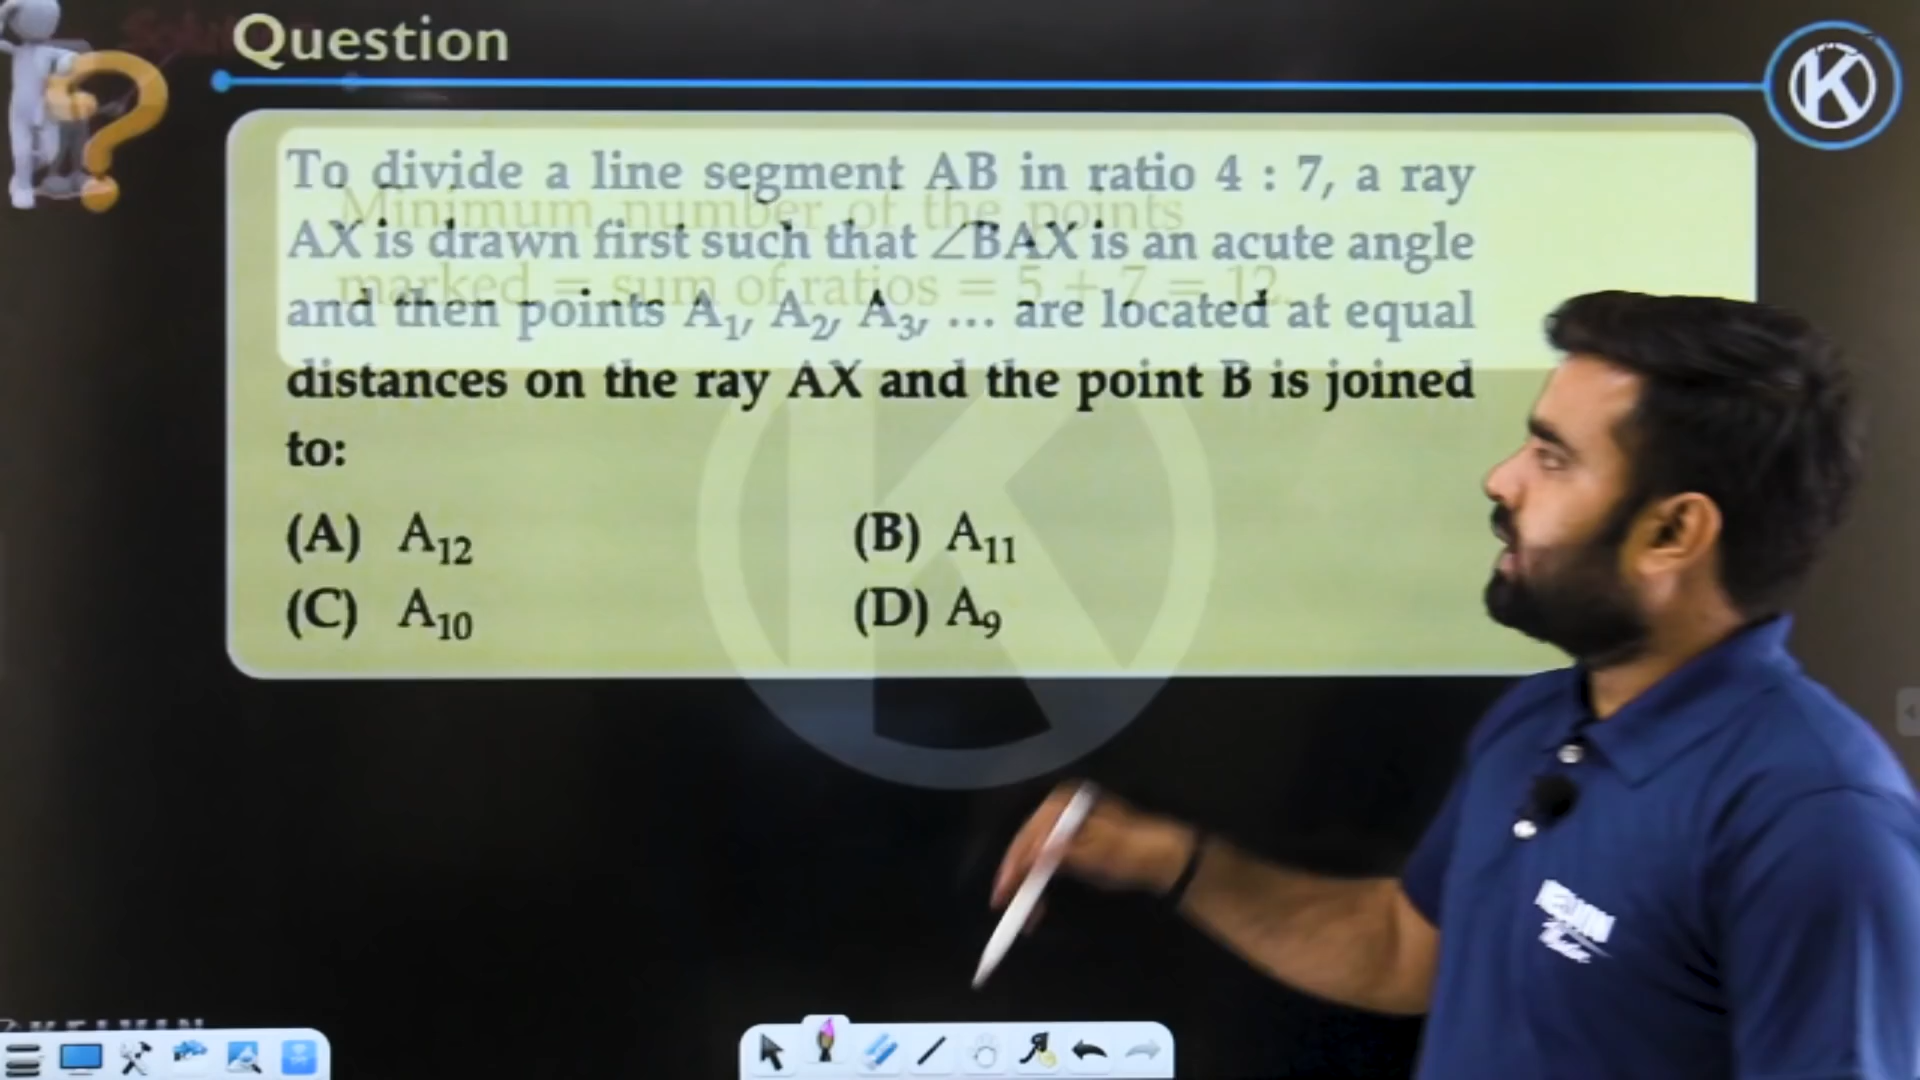 Question
To divide a line segment AB in ratio 4 : 7, a ray
Minimum number of the points
AX is drawn first such that ∠BAX is an acute angle
marked = sum of ratios = 5 + 7 = 12.
and then points A₁, A₂, A₃, ... are located at equal
distances on the ray AX and the point B is joined
to:
(A) A₁₂ (B) A₁₁
(C) A₁₀ (D) A₉